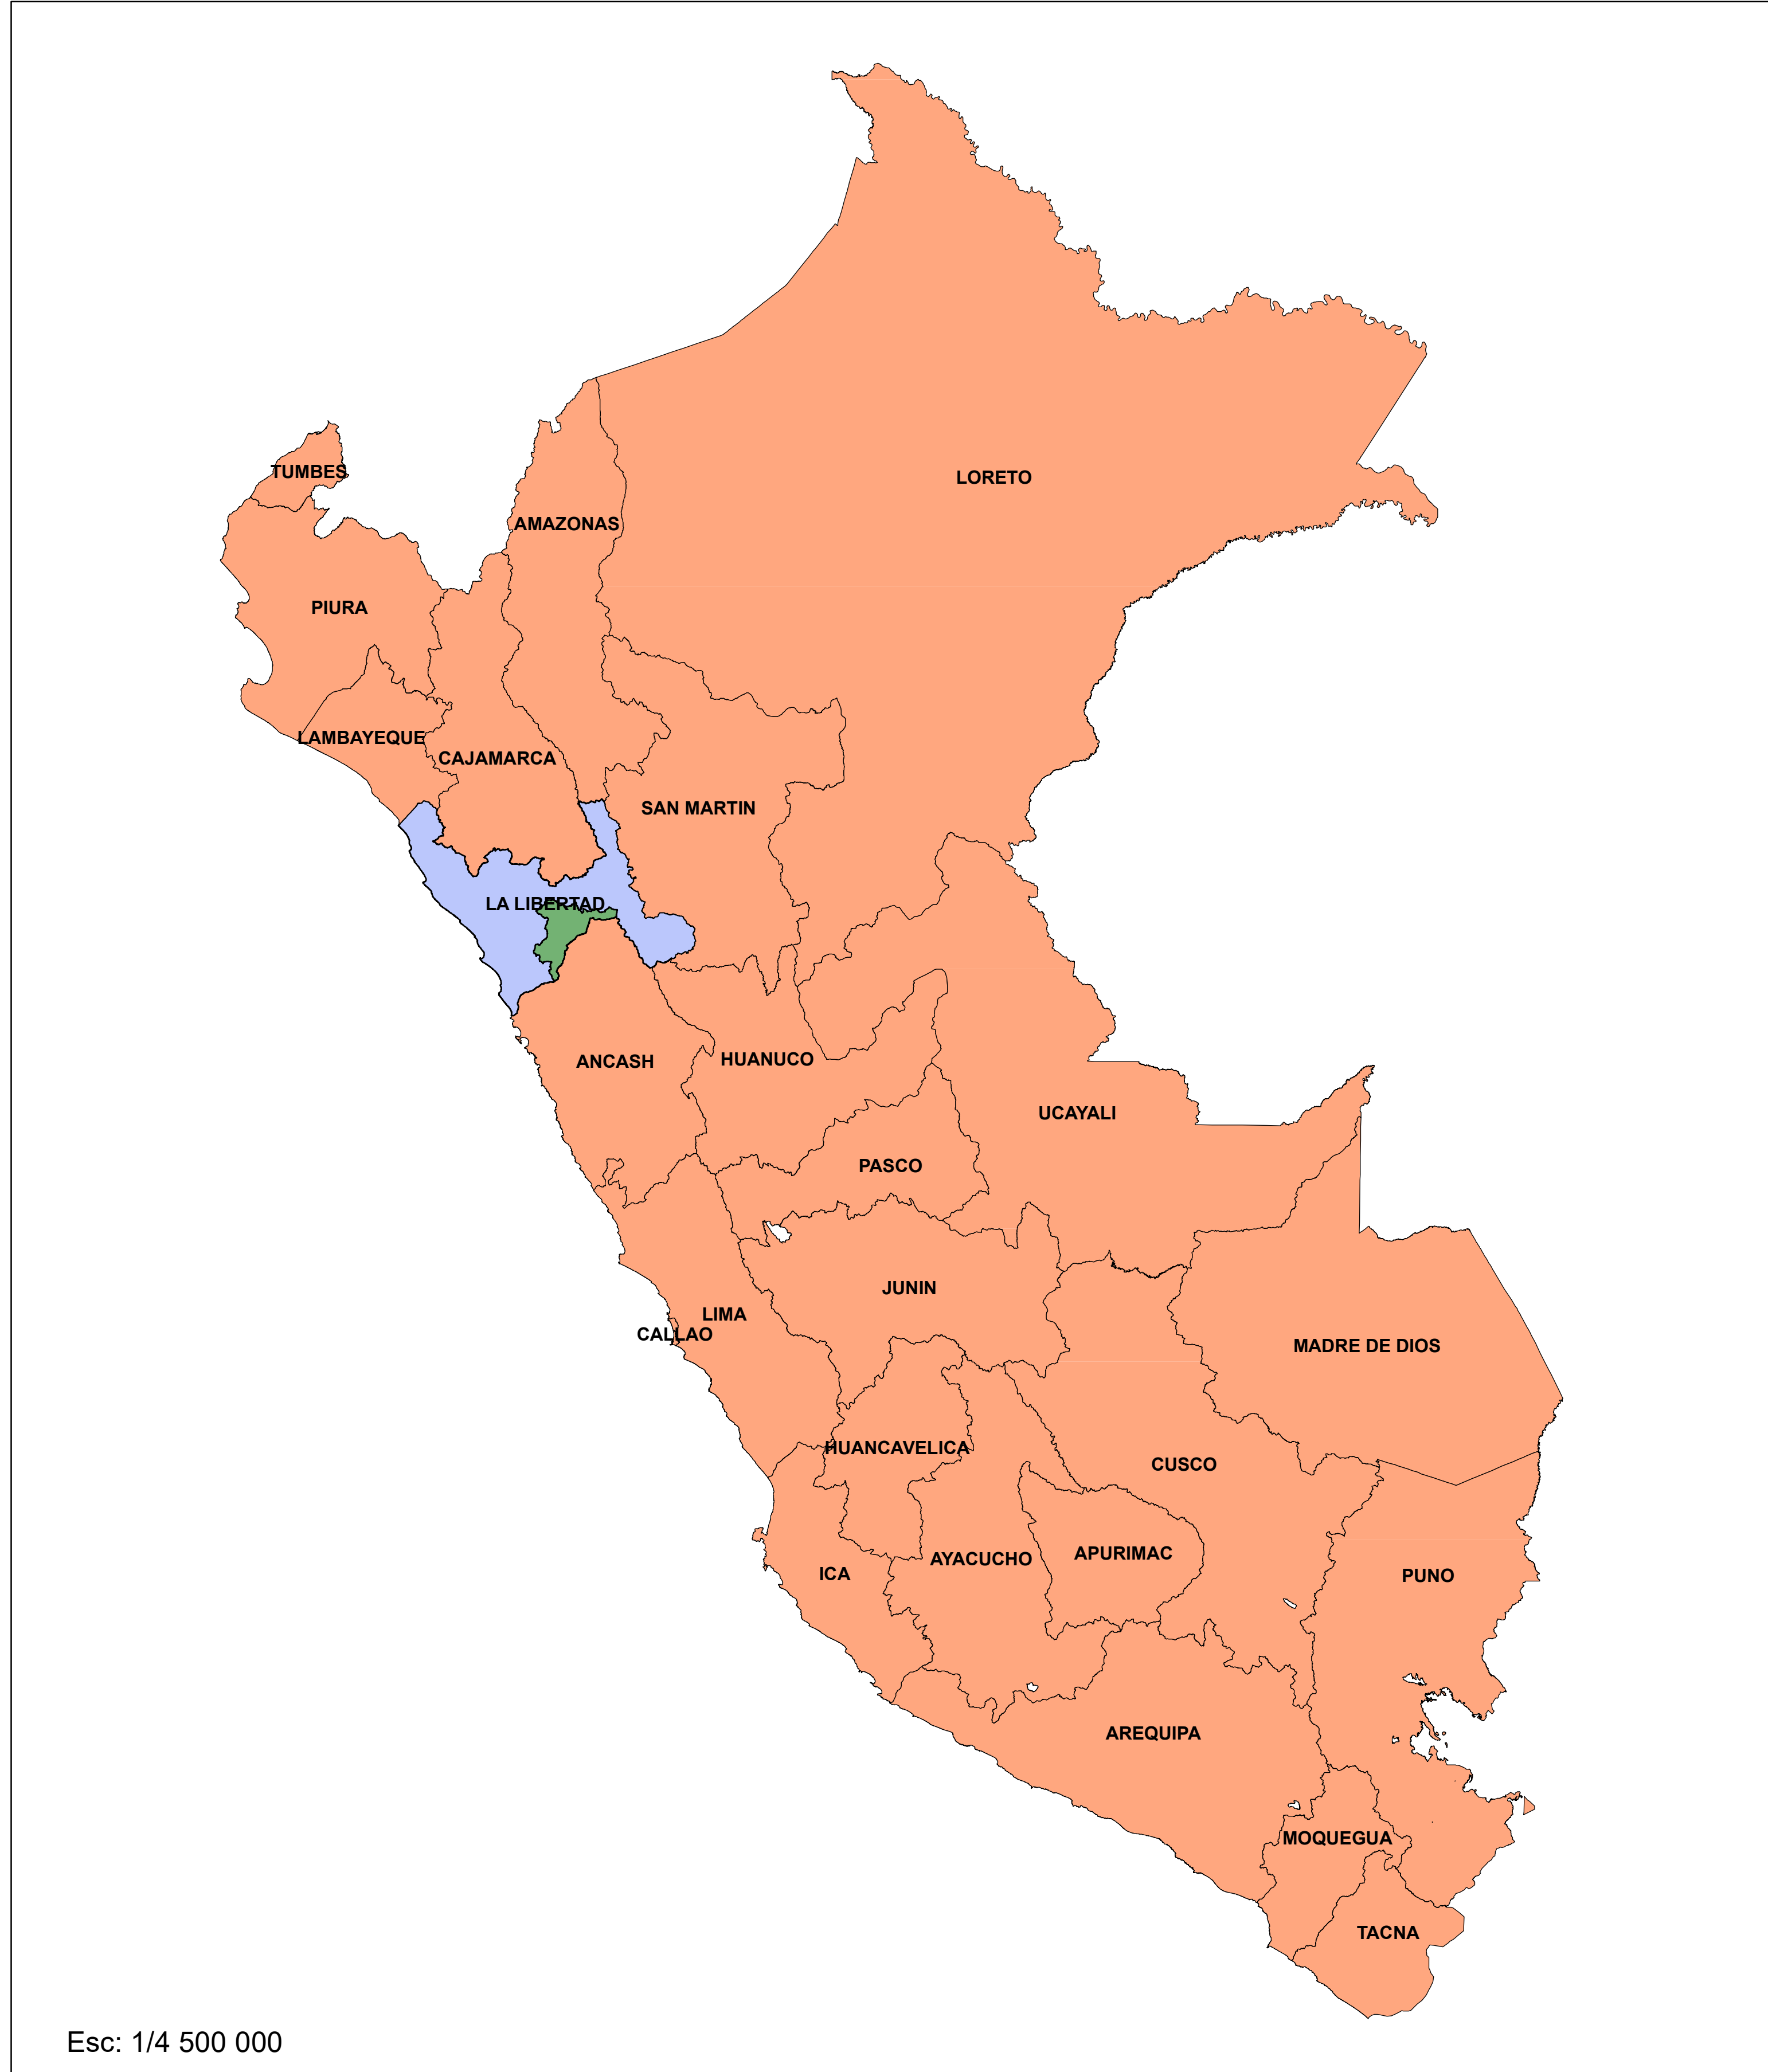 TUMBES
LORETO
AMAZONAS
PIURA
LAMBAYEQUE
CAJAMARCA
SAN MARTIN
LA LIBERTAD
ANCASH
HUANUCO
UCAYALI
PASCO
JUNIN
LIMA
CALLAO
MADRE DE DIOS
HUANCAVELICA
CUSCO
AYACUCHO
APURIMAC
ICA
PUNO
AREQUIPA
MOQUEGUA
TACNA
Esc: 1/4 500 000